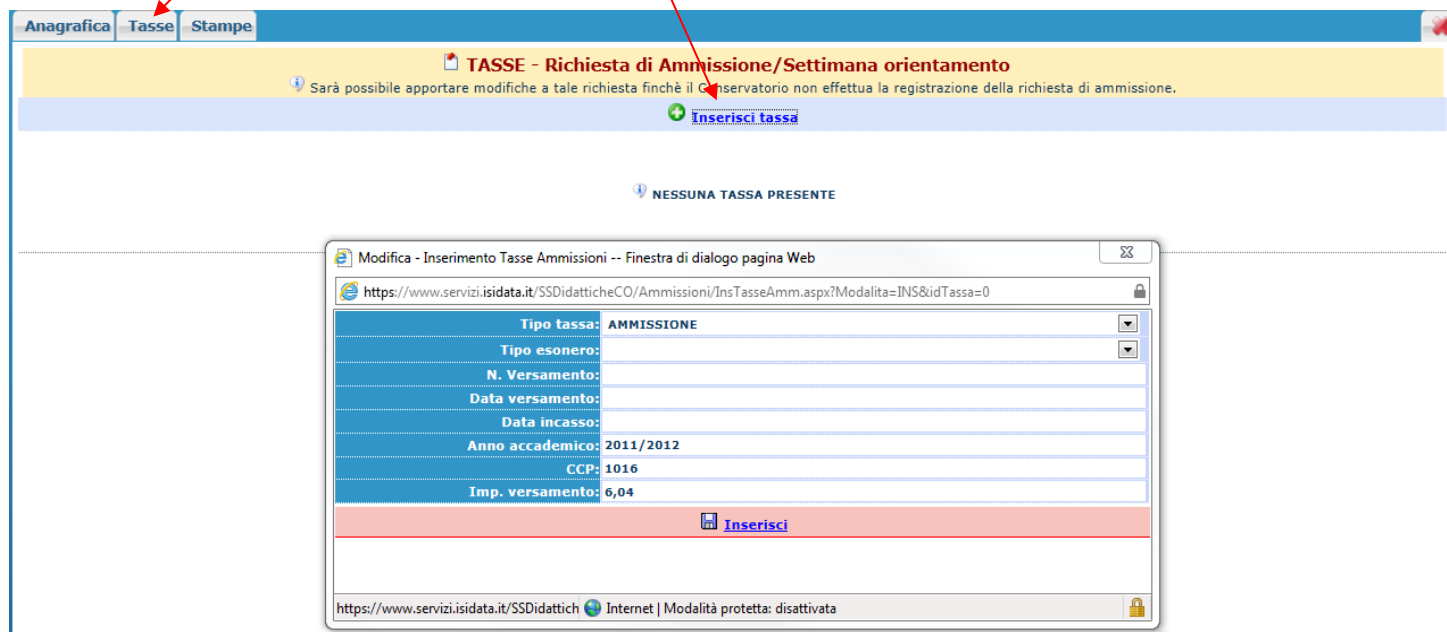 Anagrafica Tasse Stampe
TASSE - Richiesta di Ammissione/Settimana orientamento
Sarà possibile apportare modifiche a tale richiesta finchè il Conservatorio non effettua la registrazione della richiesta di ammissione.
Inserisci tassa
NESSUNA TASSA PRESENTE
Modifica - Inserimento Tasse Ammissioni -- Finestra di dialogo pagina Web
https://www.servizi.isidata.it/SSDidatticheCO/Ammissioni/InsTasseAmm.aspx?Modalita=INS&idTassa=0
Tipo tassa: AMMISSIONE
Tipo esonero:
N. Versamento:
Data versamento:
Data incasso:
Anno accademico: 2011/2012
CCP: 1016
Imp. versamento: 6,04
Inserisci
https://www.servizi.isidata.it/SSDidattich Internet | Modalità protetta: disattivata